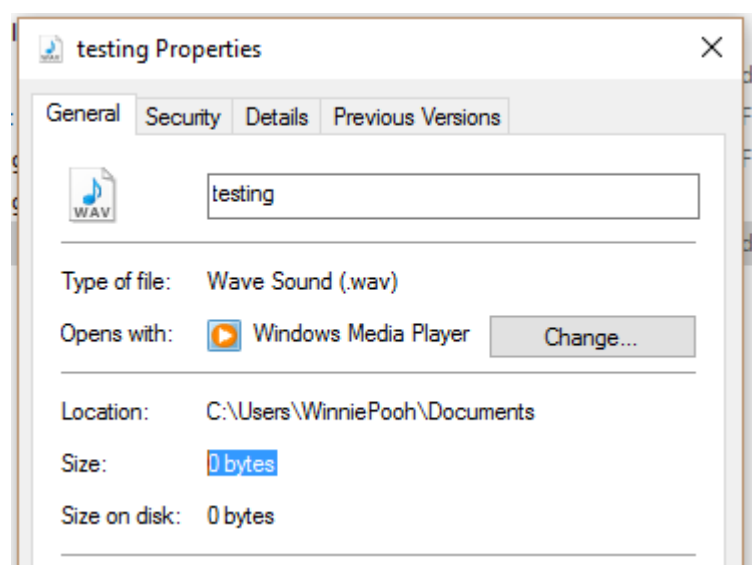 testing Properties
General Security Details Previous Versions
WAV testing
Type of file: Wave Sound (.wav)
Opens with: Windows Media Player Change...
Location: C:\Users\WinniePooh\Documents
Size: 0 bytes
Size on disk: 0 bytes